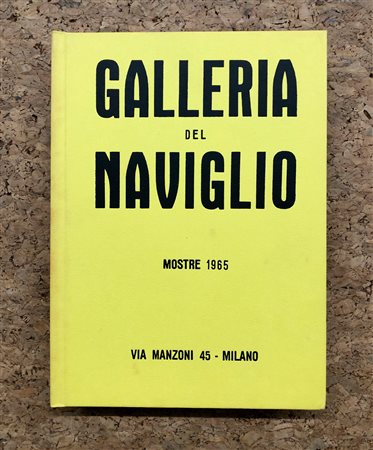 GALLERIA
DEL
NAVIGLIO
MOSTRE 1965
VIA MANZONI 45 - MILANO